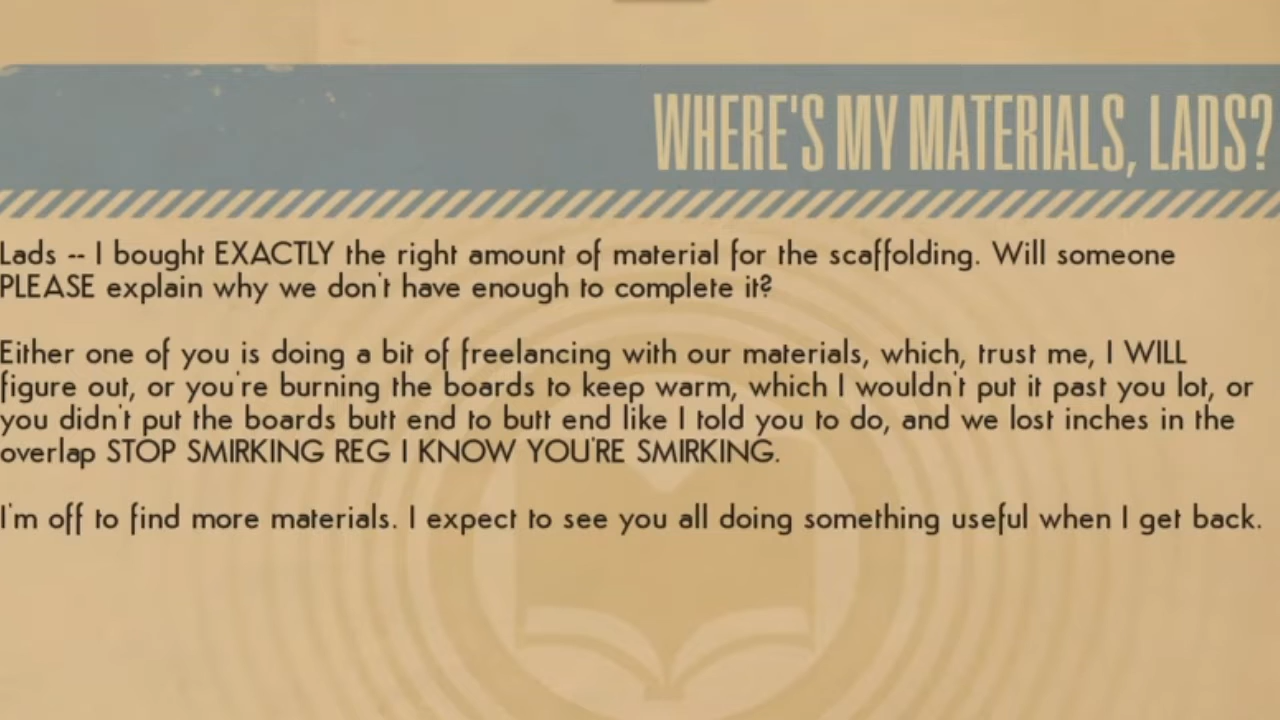 WHERE'S MY MATERIALS, LADS?
Lads -- I bought EXACTLY the right amount of material for the scaffolding. Will someone
PLEASE explain why we don't have enough to complete it?
Either one of you is doing a bit of freelancing with our materials, which, trust me, I WILL
figure out, or you're burning the boards to keep warm, which I wouldn't put it past you lot, or
you didn't put the boards butt end to butt end like I told you to do, and we lost inches in the
overlap STOP SMIRKING REG I KNOW YOU'RE SMIRKING.
I'm off to find more materials. I expect to see you all doing something useful when I get back.